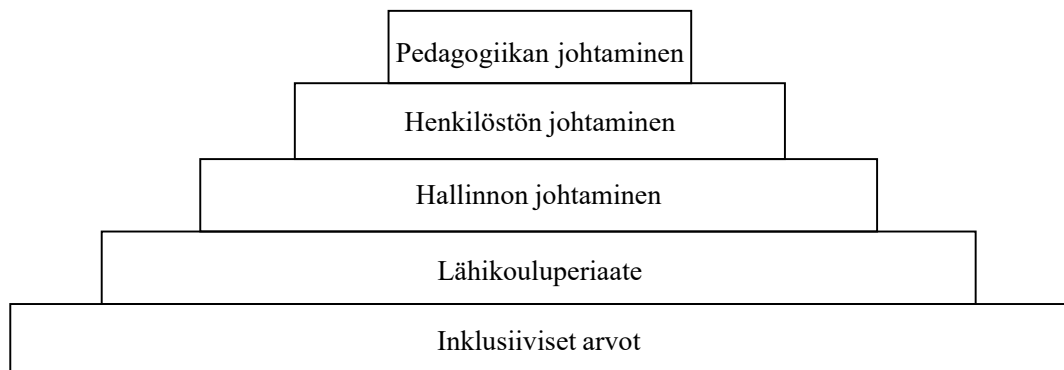 Pedagogiikan johtaminen
Henkilöstön johtaminen
Hallinnon johtaminen
Lähikouluperiaate
Inklusiiviset arvot